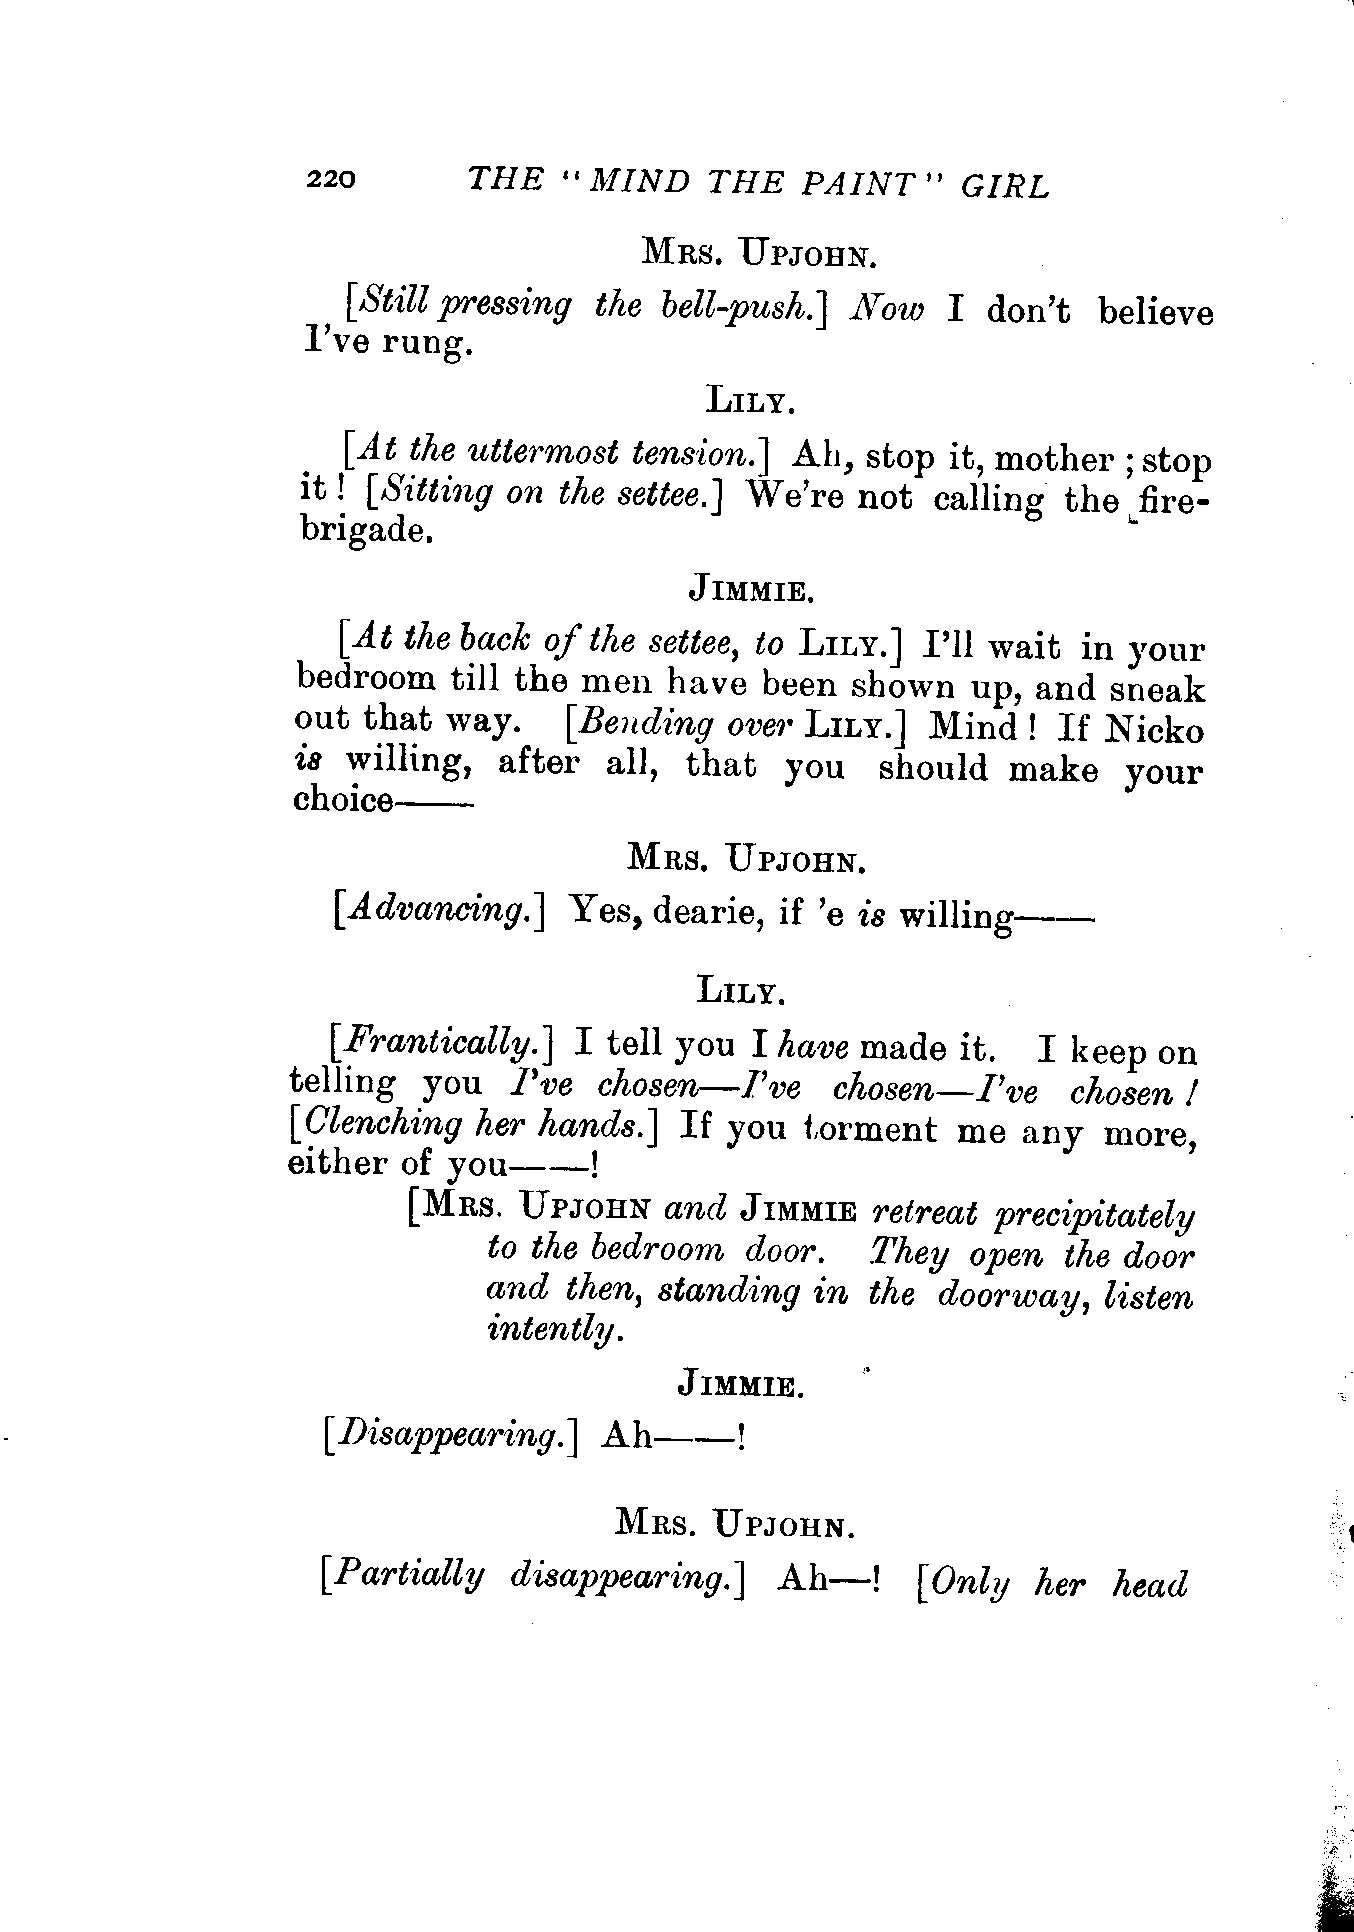 220 THE "MIND THE PAINT" GIRL
MRS. UPJOHN.
[Still pressing the bell-push.] Now I don't believe
I've rung.
LILY.
[At the uttermost tension.] Ah, stop it, mother ; stop
it ! [Sitting on the settee.] We're not calling the fire-
brigade.
JIMMIE.
[At the back of the settee, to LILY.] I'll wait in your
bedroom till the men have been shown up, and sneak
out that way. [Bending over LILY.] Mind ! If Nicko
is willing, after all, that you should make your
choice——
MRS. UPJOHN.
[Advancing.] Yes, dearie, if 'e is willing——
LILY.
[Frantically.] I tell you I have made it. I keep on
telling you I've chosen—I've chosen—I've chosen !
[Clenching her hands.] If you torment me any more,
either of you——!
[MRS. UPJOHN and JIMMIE retreat precipitately
to the bedroom door. They open the door
and then, standing in the doorway, listen
intently.
JIMMIE.
[Disappearing.] Ah——!
MRS. UPJOHN.
[Partially disappearing.] Ah—! [Only her head